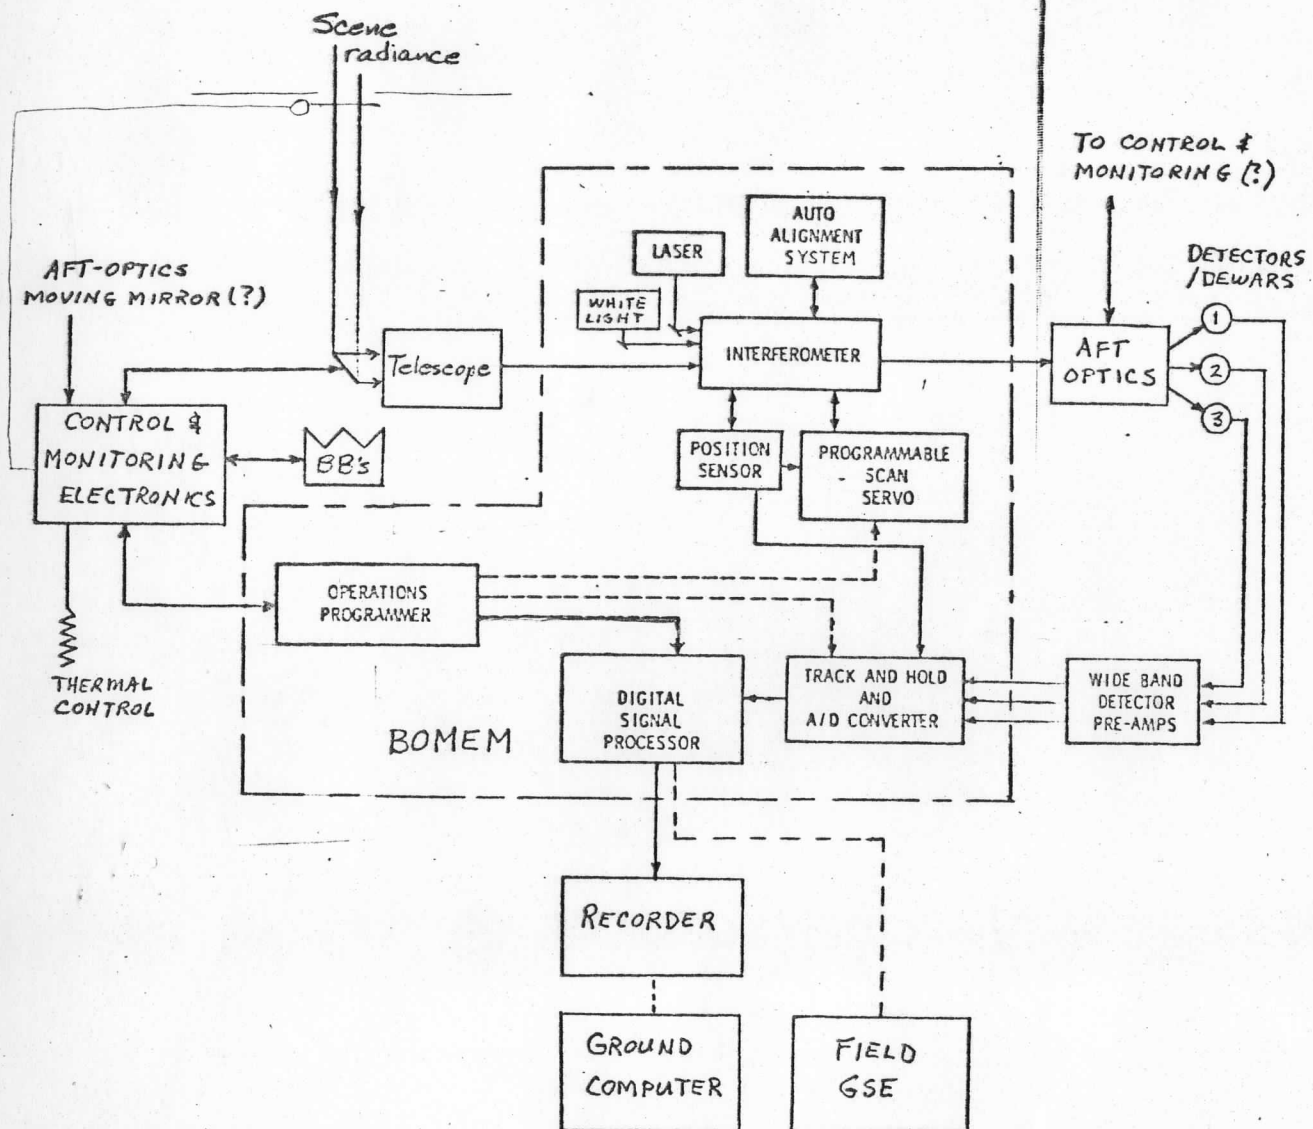 Scene
radiance
TO CONTROL &
MONITORING (?)
AFT-OPTICS
MOVING MIRROR (?)
LASER
AUTO
ALIGNMENT
SYSTEM
DETECTORS
/DEWARS
WHITE
LIGHT
Telescope
INTERFEROMETER
AFT
OPTICS
1
2
3
CONTROL &
MONITORING
ELECTRONICS
BB's
POSITION
SENSOR
PROGRAMMABLE
SCAN
SERVO
OPERATIONS
PROGRAMMER
THERMAL
CONTROL
BOMEM
DIGITAL
SIGNAL
PROCESSOR
TRACK AND HOLD
AND
A/D CONVERTER
WIDE BAND
DETECTOR
PRE-AMPS
RECORDER
GROUND
COMPUTER
FIELD
GSE